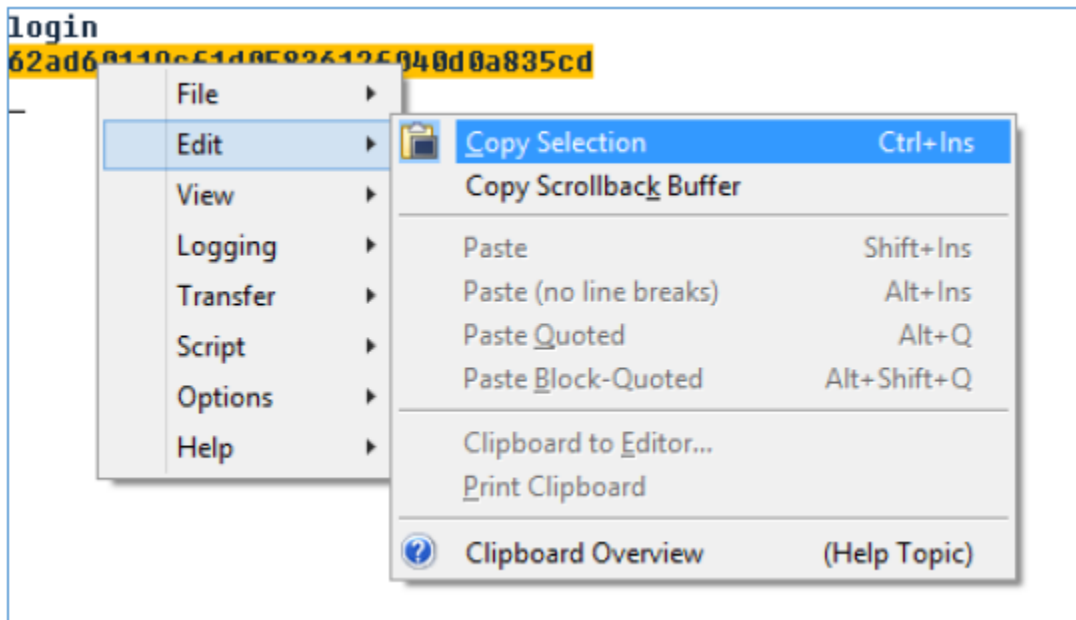 login
File
Edit
View
Logging
Transfer
Script
Options
Help
Copy Selection Ctrl+Ins
Copy Scrollback Buffer
Paste Shift+Ins
Paste (no line breaks) Alt+Ins
Paste Quoted Alt+Q
Paste Block-Quoted Alt+Shift+Q
Clipboard to Editor...
Print Clipboard
Clipboard Overview (Help Topic)